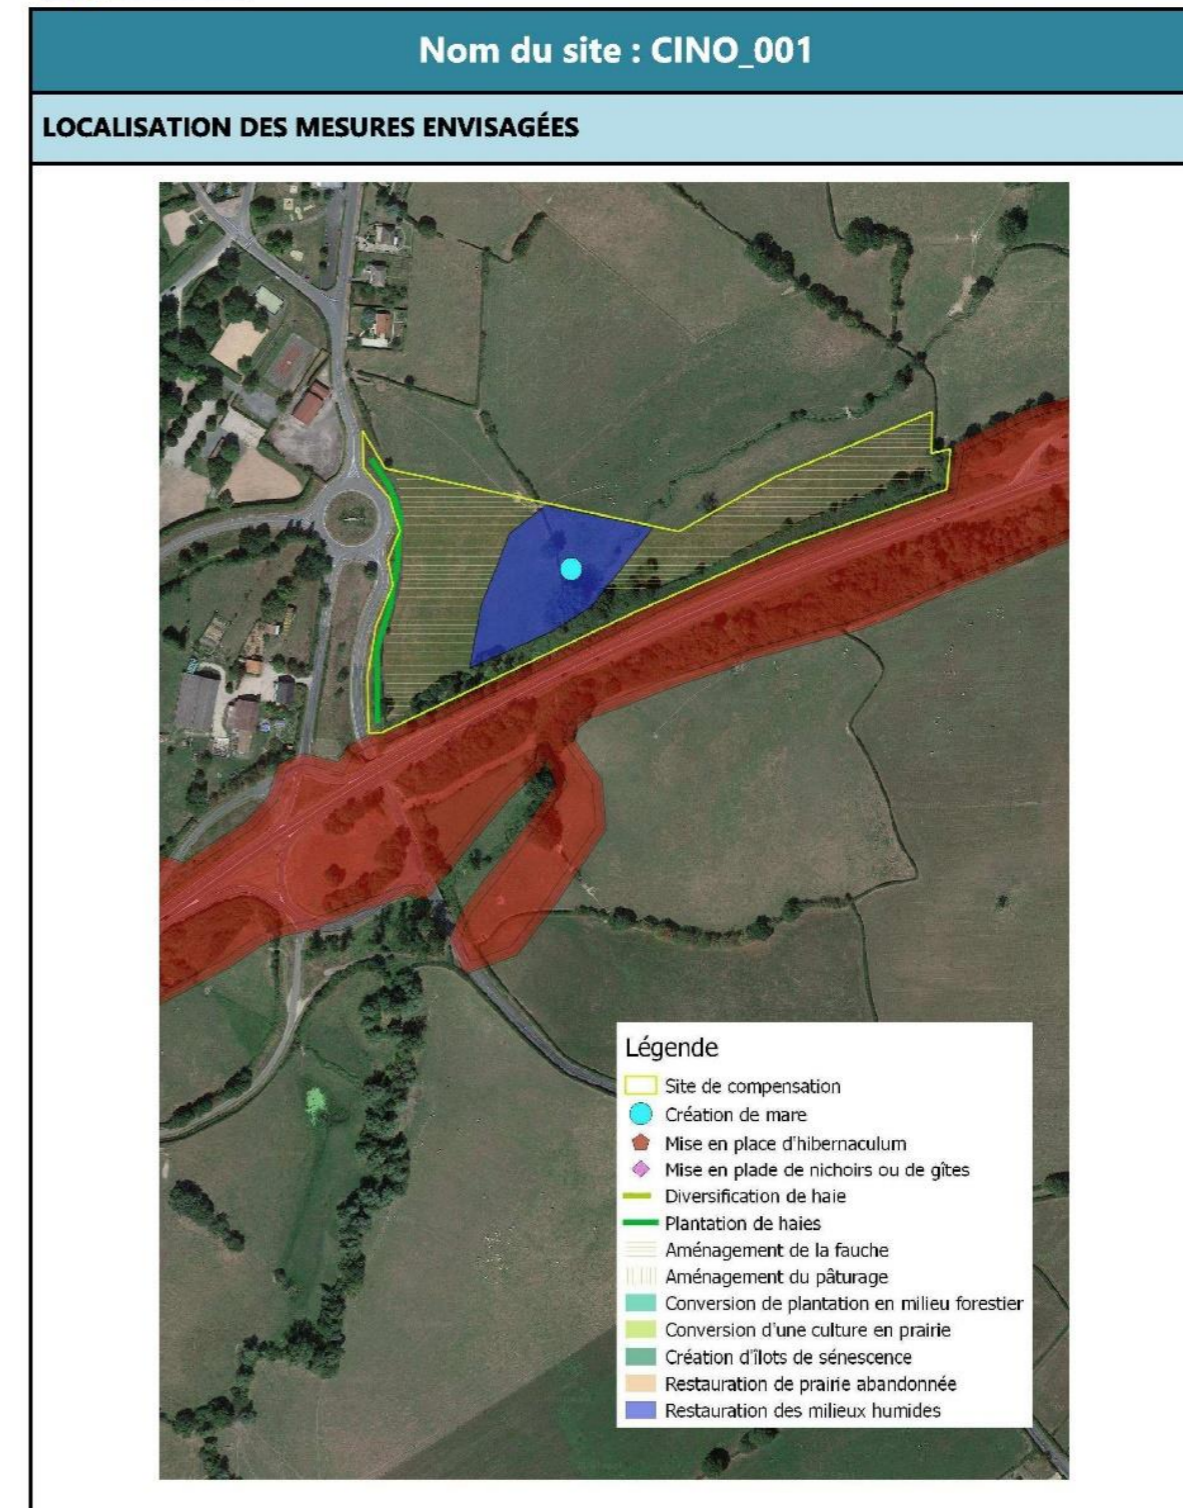 Nom du site : CINO_001
LOCALISATION DES MESURES ENVISAGÉES
Légende
Site de compensation
Création de mare
Mise en place d'hibernaculum
Mise en plade de nichoirs ou de gîtes
Diversification de haie
Plantation de haies
Aménagement de la fauche
Aménagement du pâturage
Conversion de plantation en milieu forestier
Conversion d'une culture en prairie
Création d'îlots de sénescence
Restauration de prairie abandonnée
Restauration des milieux humides